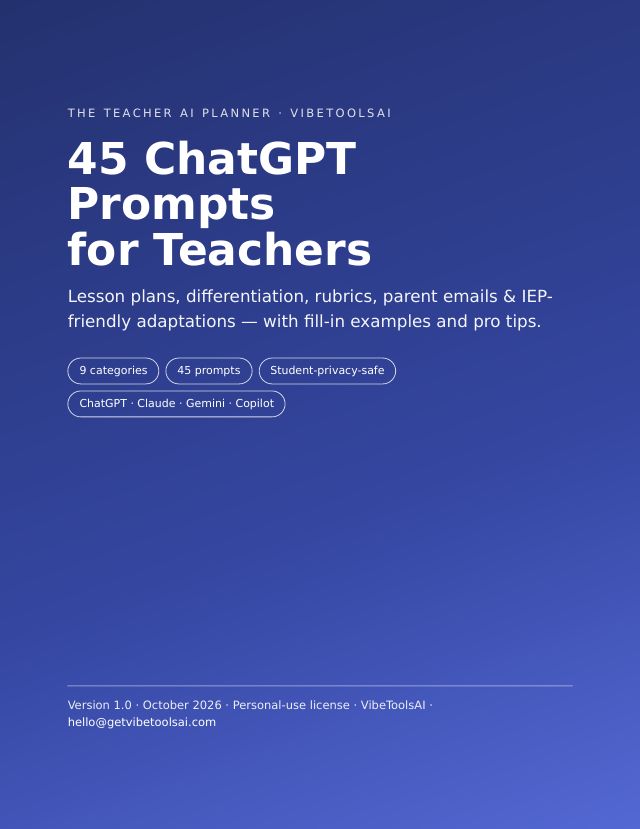 THE TEACHER AI PLANNER · VIBETOOLSAI
45 ChatGPT
Prompts
for Teachers
Lesson plans, differentiation, rubrics, parent emails & IEP-
friendly adaptations — with fill-in examples and pro tips.
9 categories 45 prompts Student-privacy-safe
ChatGPT · Claude · Gemini · Copilot
Version 1.0 · October 2026 · Personal-use license · VibeToolsAI ·
hello@getvibetoolsai.com